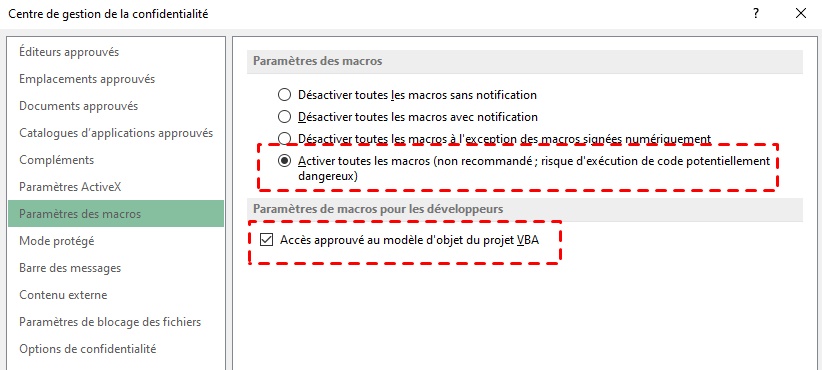 Centre de gestion de la confidentialité
?
Éditeurs approuvés
Emplacements approuvés
Documents approuvés
Catalogues d'applications approuvés
Compléments
Paramètres ActiveX
Paramètres des macros
Mode protégé
Barre des messages
Contenu externe
Paramètres de blocage des fichiers
Options de confidentialité
Paramètres des macros
Désactiver toutes les macros sans notification
Désactiver toutes les macros avec notification
Désactiver toutes les macros à l'exception des macros signées numériquement
Activer toutes les macros (non recommandé ; risque d'exécution de code potentiellement
dangereux)
Paramètres de macros pour les développeurs
Accès approuvé au modèle d'objet du projet VBA